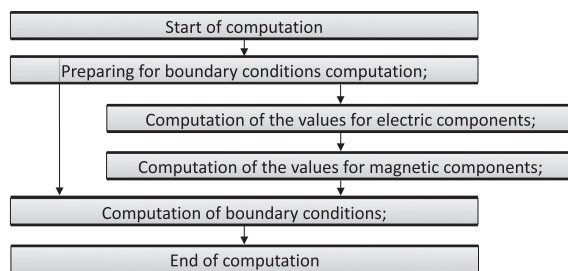 Start of computation
Preparing for boundary conditions computation;
Computation of the values for electric components;
Computation of the values for magnetic components;
Computation of boundary conditions;
End of computation